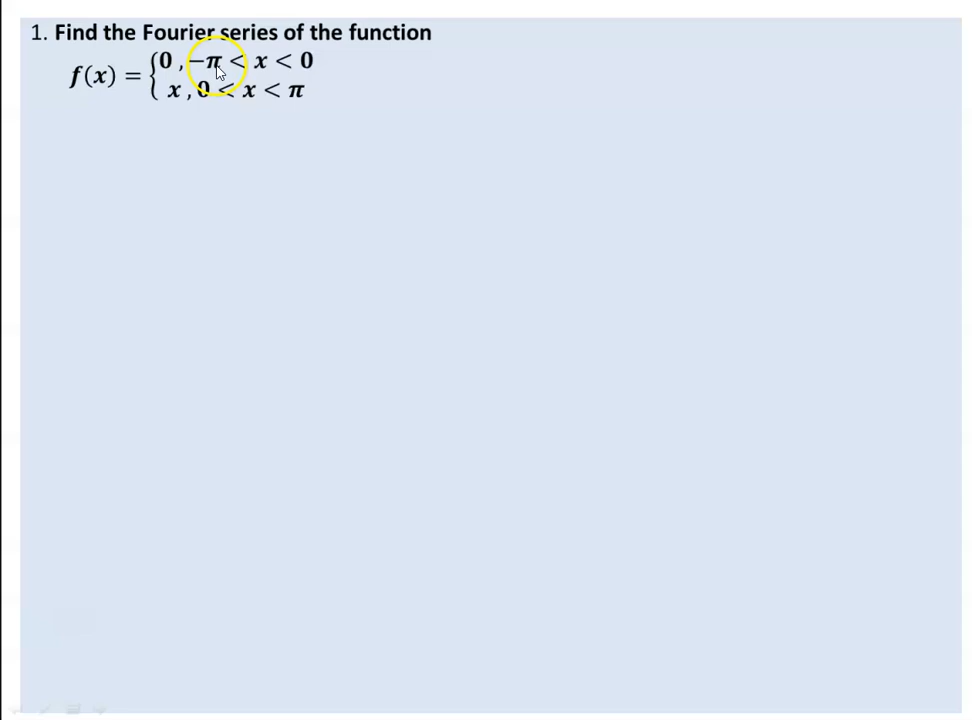 1. Find the Fourier series of the function
f(x) = { 0 , −π < x < 0
x , 0 < x < π